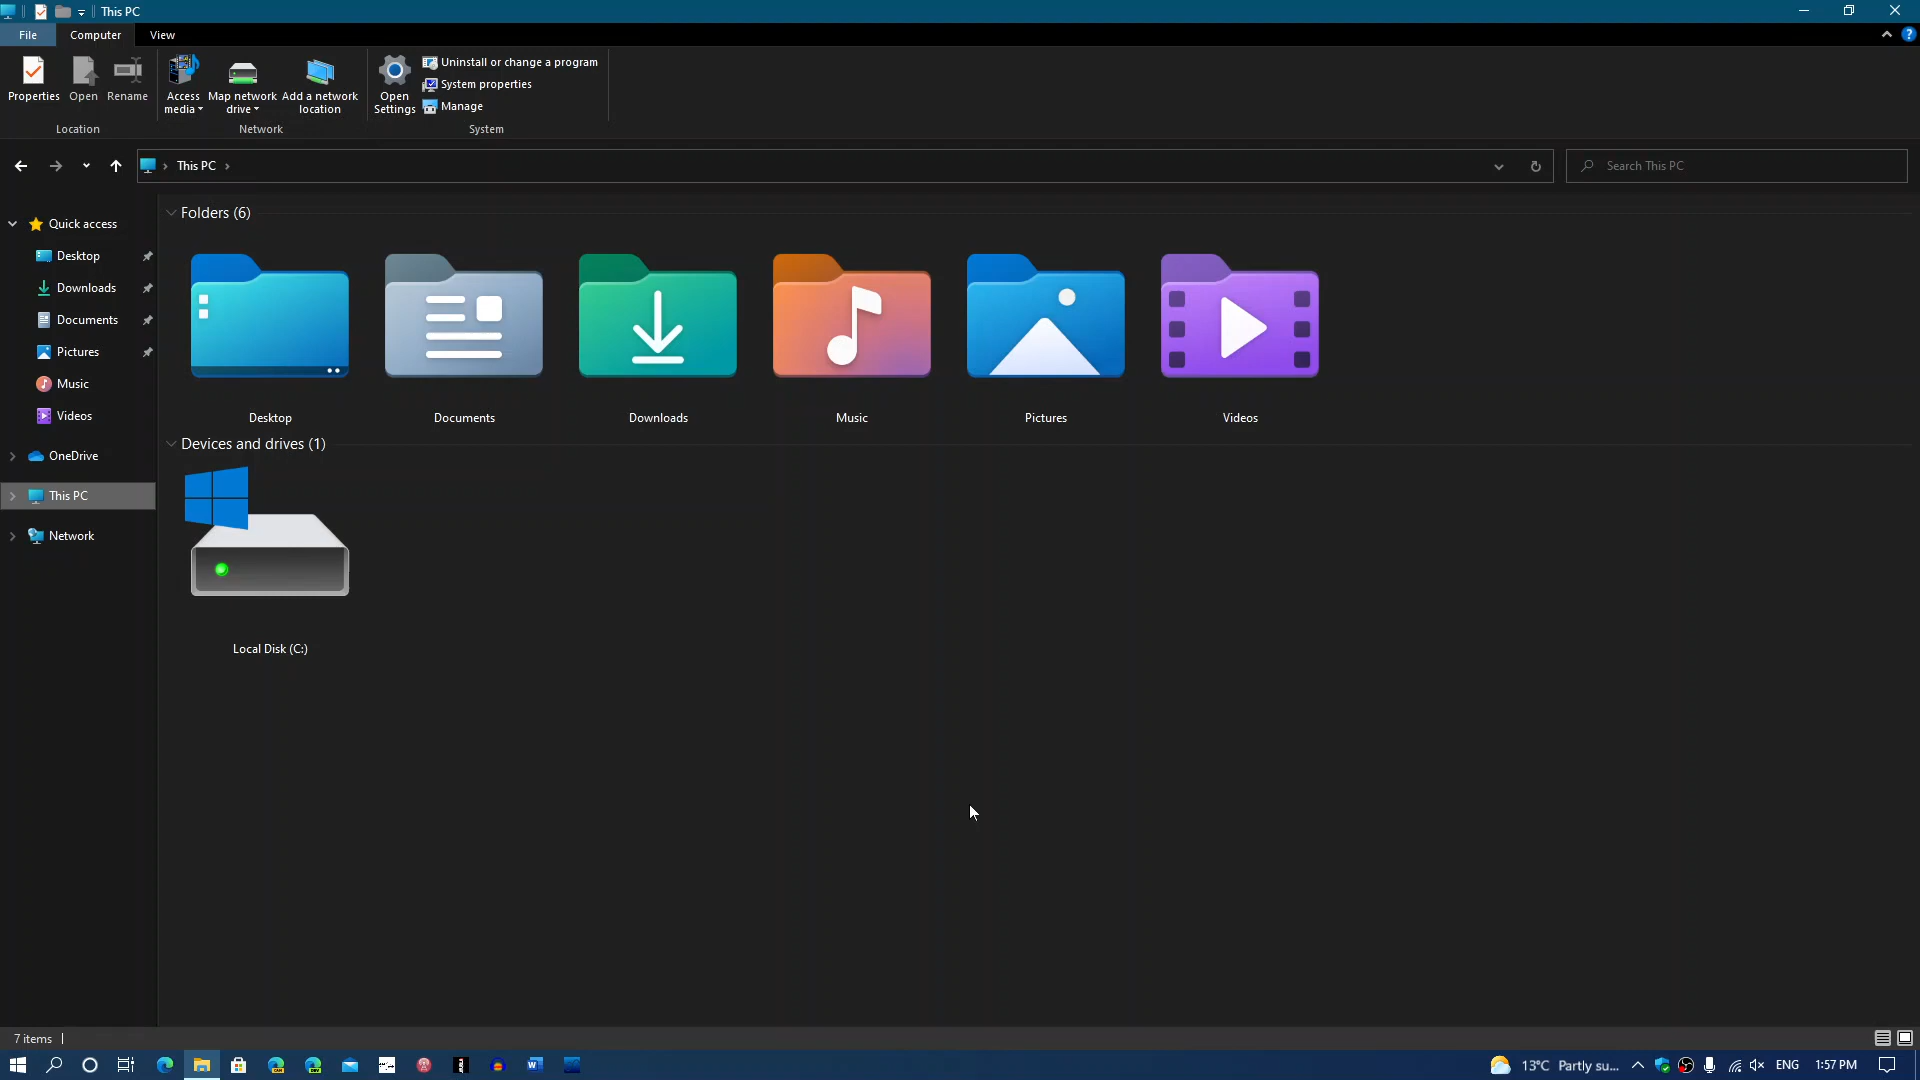 This PC
File
Computer
View
Properties
Open
Rename
Access
media
Map network
drive
Add a network
location
Open
Settings
Uninstall or change a program
System properties
Manage
Location
Network
System
This PC
Search This PC
Quick access
Desktop
Downloads
Documents
Pictures
Music
Videos
OneDrive
This PC
Network
Folders (6)
Desktop
Documents
Downloads
Music
Pictures
Videos
Devices and drives (1)
Local Disk (C:)
7 items
13°C Partly su...
ENG
1:57 PM